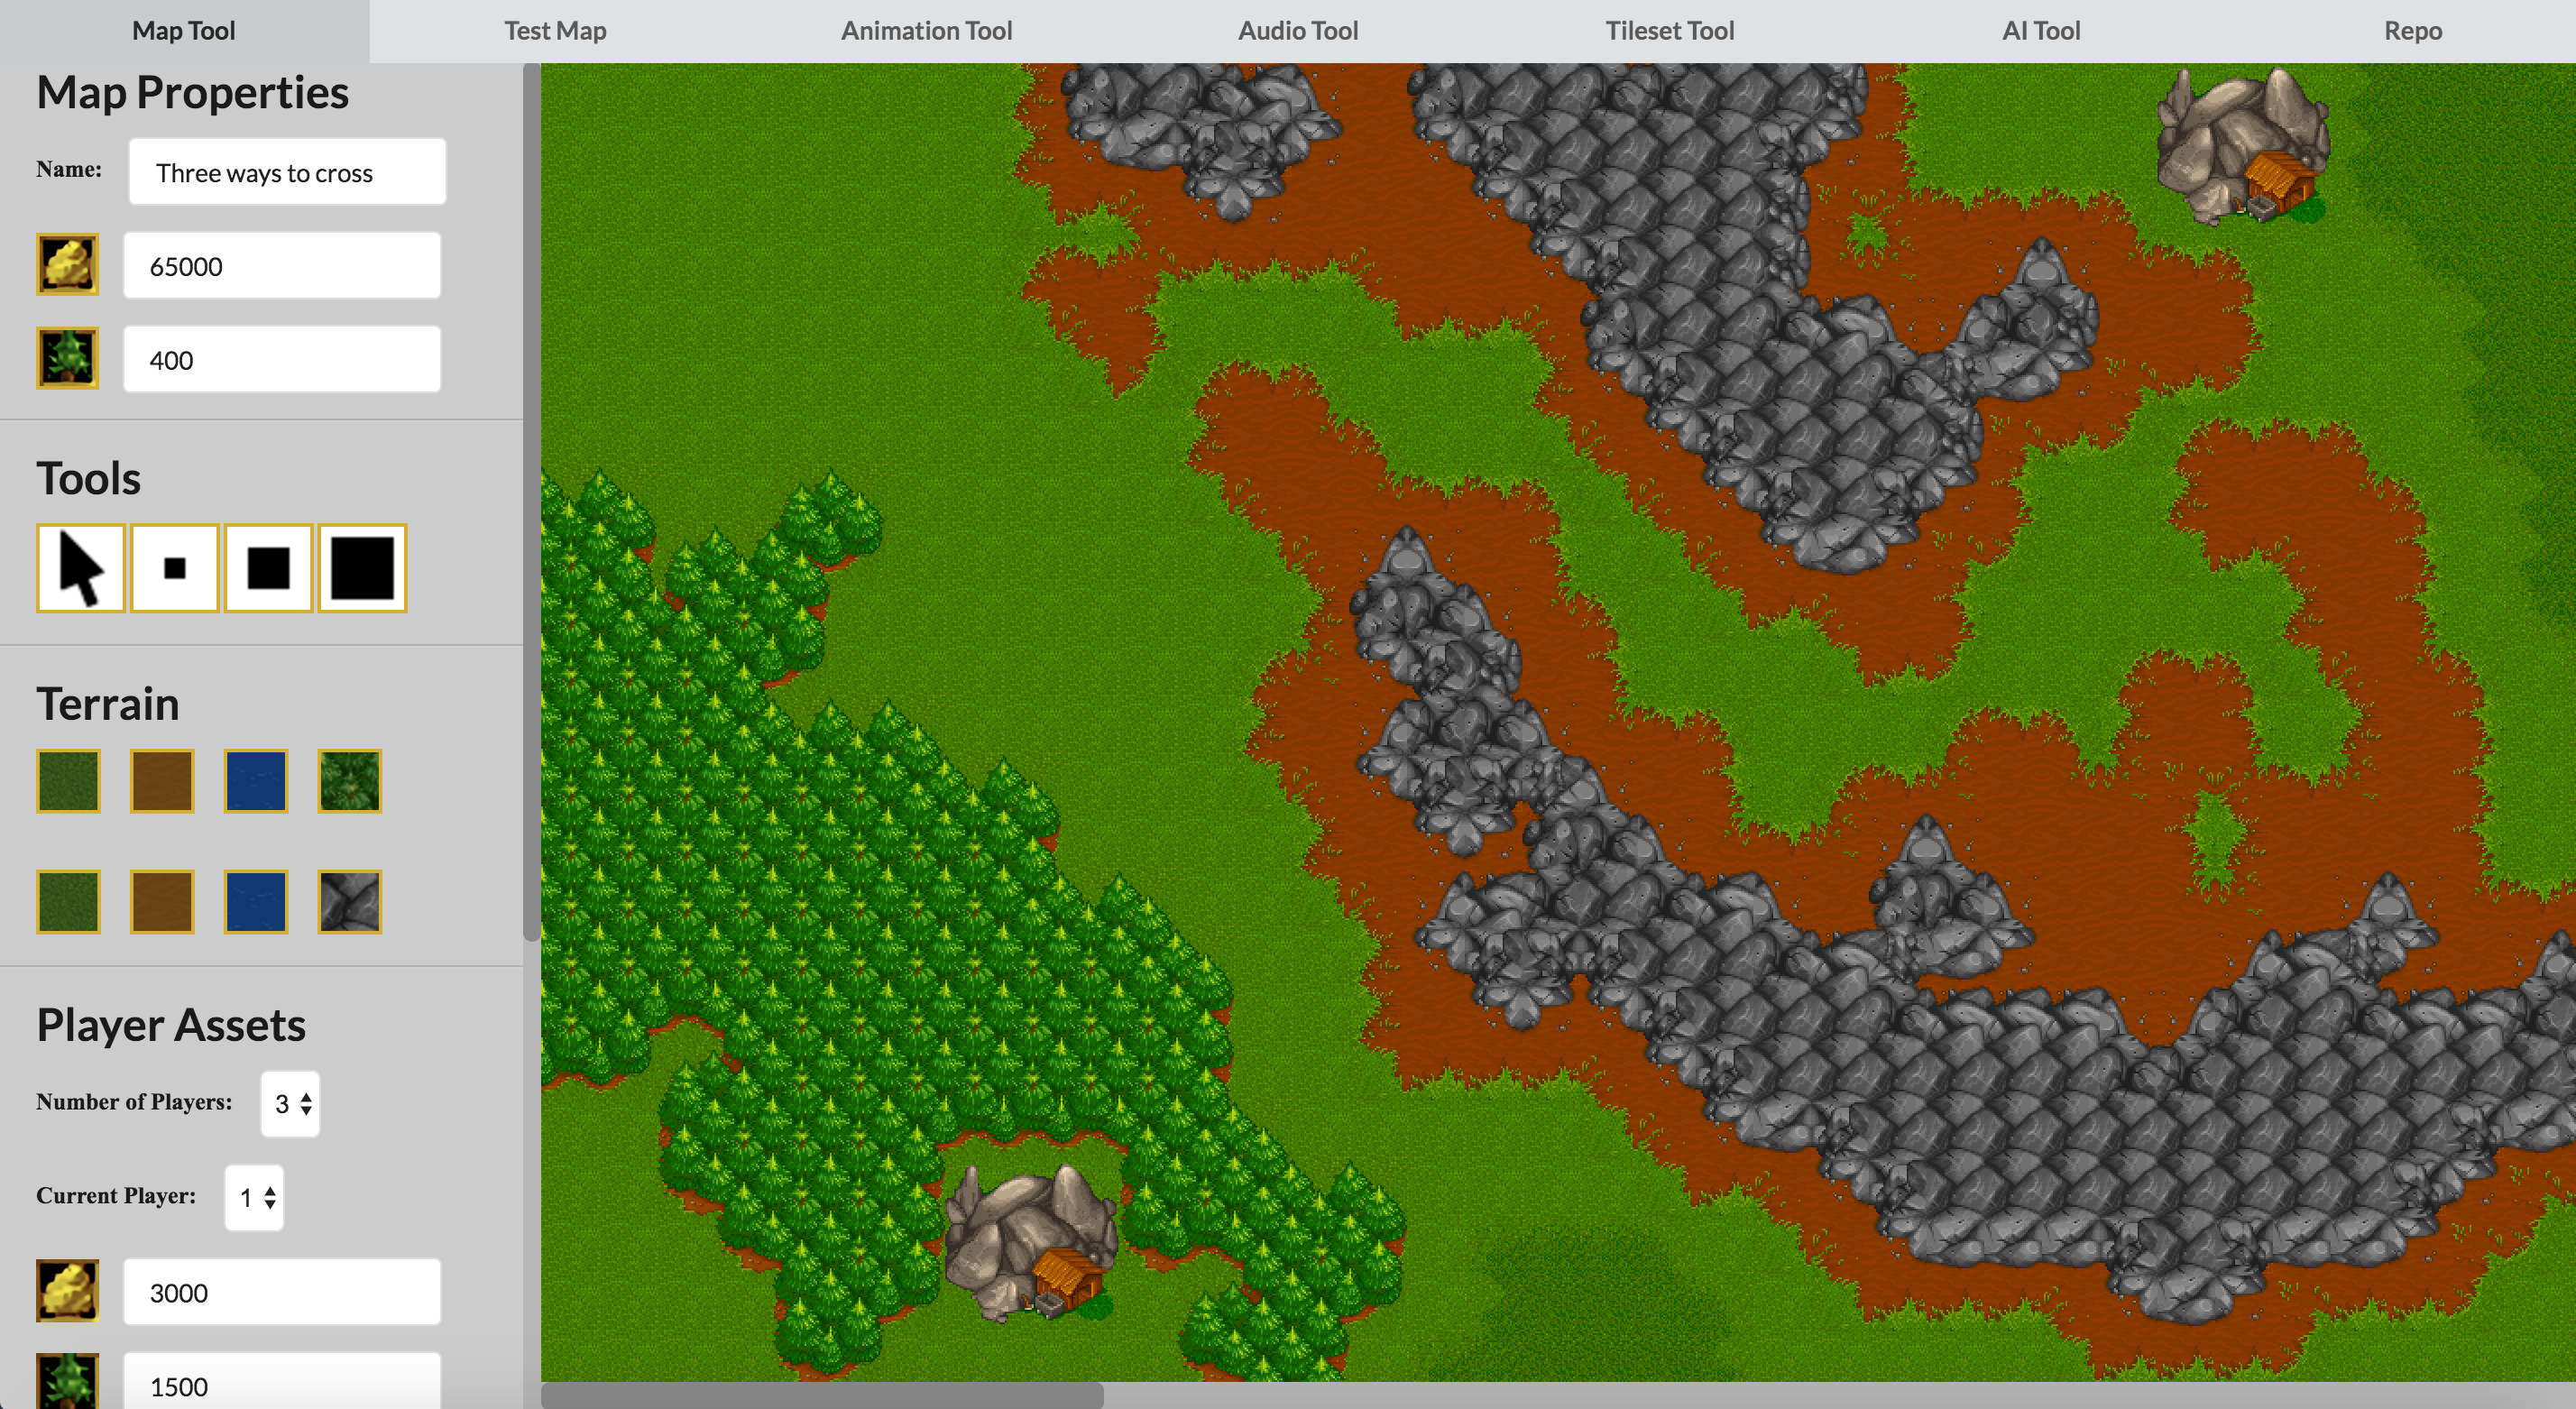 Map Tool
Test Map
Animation Tool
Audio Tool
Tileset Tool
AI Tool
Repo
Map Properties
Name: Three ways to cross
65000
400
Tools
Terrain
Player Assets
Number of Players: 3
Current Player: 1
3000
1500